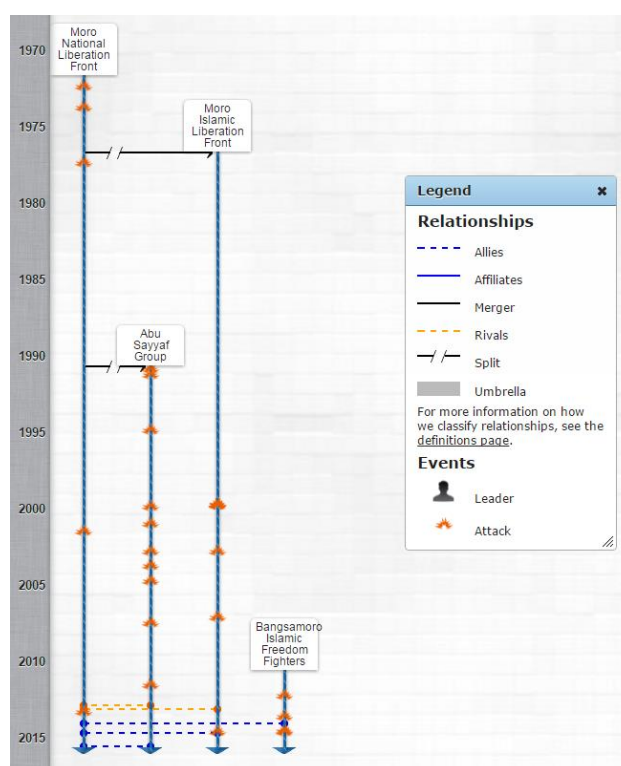 1970
1975
1980
1985
1990
1995
2000
2005
2010
2015
Moro
National
Liberation
Front
Moro
Islamic
Liberation
Front
Abu
Sayyaf
Group
Bangsamoro
Islamic
Freedom
Fighters
Legend
Relationships
Allies
Affiliates
Merger
Rivals
Split
Umbrella
For more information on how
we classify relationships, see the
definitions page.
Events
Leader
Attack